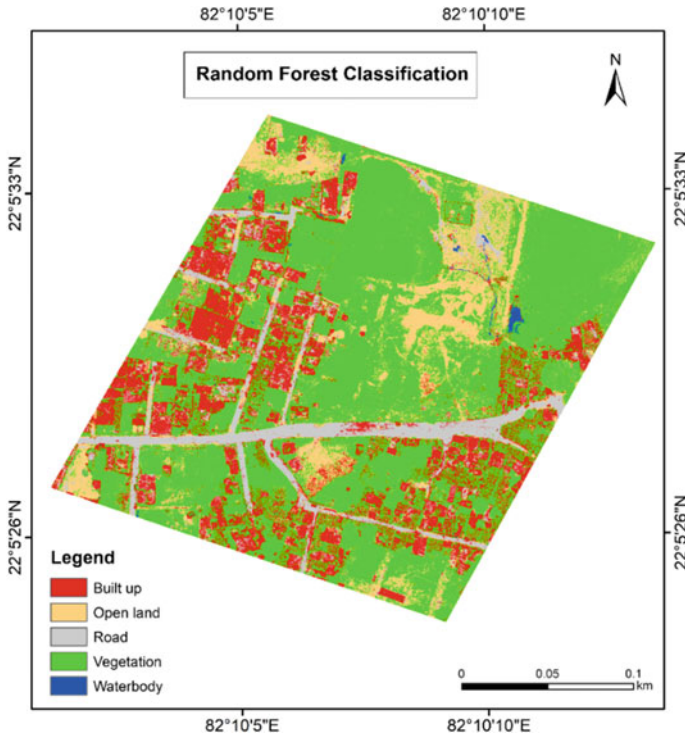 82°10'5"E
82°10'10"E
Random Forest Classification
N
22°5'33"N
22°5'33"N
22°5'26"N
22°5'26"N
Legend
Built up
Open land
Road
Vegetation
Waterbody
0
0.05
0.1
km
82°10'5"E
82°10'10"E